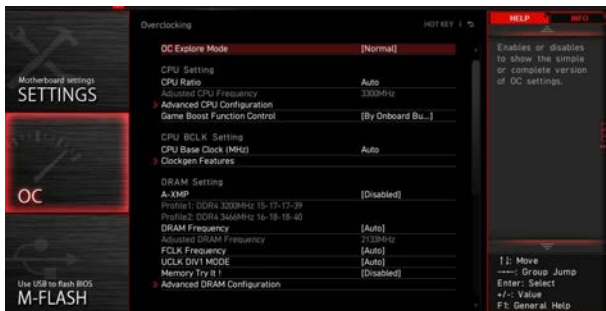 Motherboard settings
SETTINGS
OC
Use USB to flash BIOS
M-FLASH
Overclocking
HOT KEY
OC Explore Mode [Normal]
CPU Setting
CPU Ratio Auto
Adjusted CPU Frequency 3300MHz
Advanced CPU Configuration
Game Boost Function Control [By Onboard Bu...]
CPU BCLK Setting
CPU Base Clock (MHz) Auto
Clockgen Features
DRAM Setting
A-XMP [Disabled]
Profile1: DDR4 3200MHz 15-17-17-39
Profile2: DDR4 3466MHz 16-18-18-40
DRAM Frequency [Auto]
Adjusted DRAM Frequency 2133MHz
FCLK Frequency [Auto]
UCLK DIV1 MODE [Auto]
Memory Try It ! [Disabled]
Advanced DRAM Configuration
HELP INFO
Enables or disables
to show the simple
or complete version
of OC settings.
↑↓: Move
→←: Group Jump
Enter: Select
+/-: Value
F1: General Help